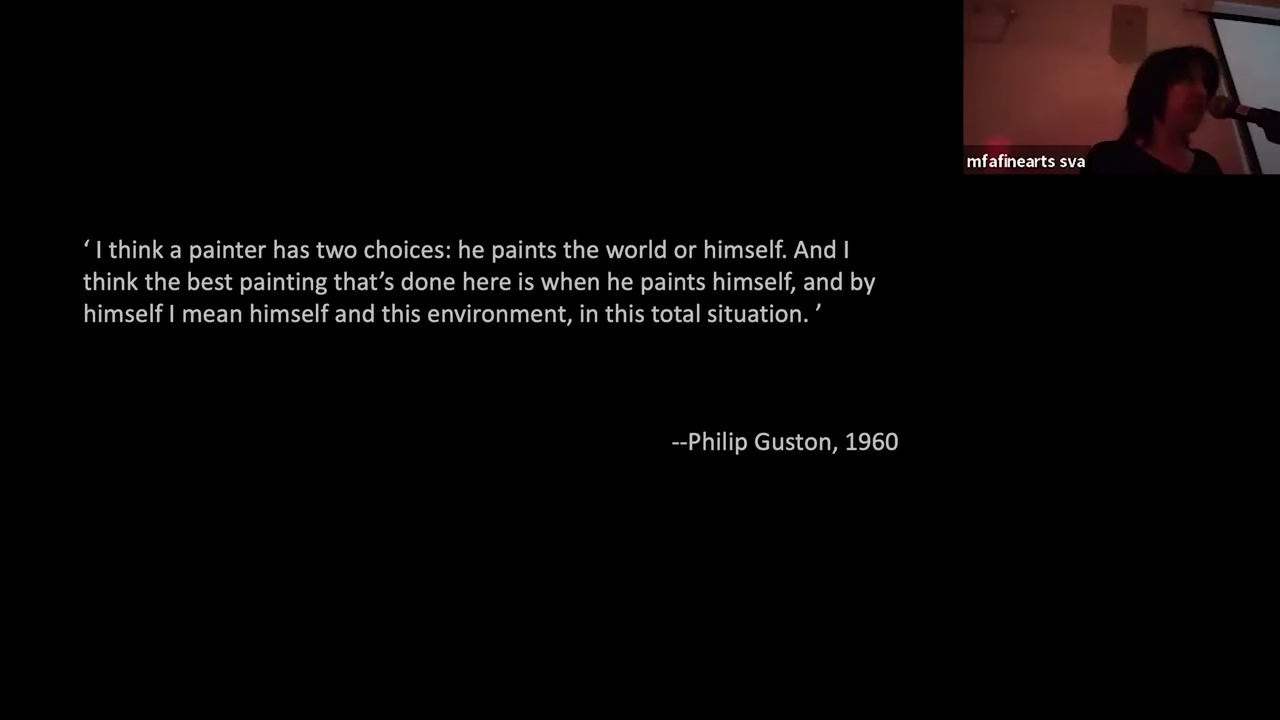 mfafinearts sva
‘ I think a painter has two choices: he paints the world or himself. And I
think the best painting that’s done here is when he paints himself, and by
himself I mean himself and this environment, in this total situation. ’
--Philip Guston, 1960